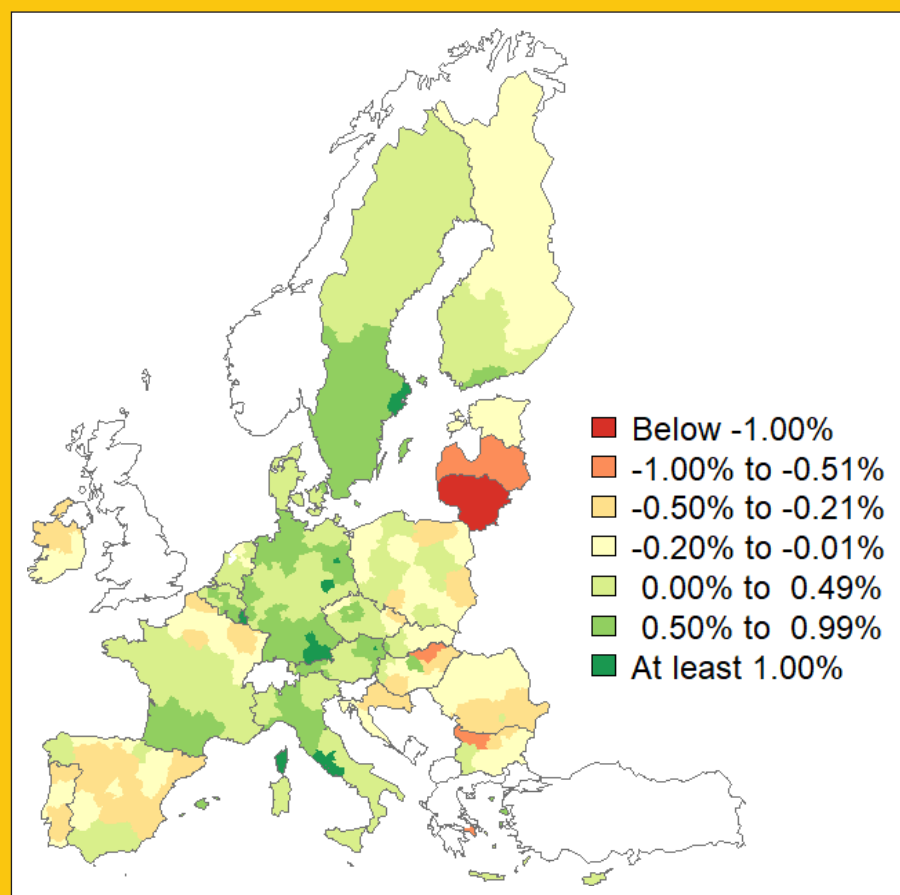 Below -1.00%
-1.00% to -0.51%
-0.50% to -0.21%
-0.20% to -0.01%
0.00% to 0.49%
0.50% to 0.99%
At least 1.00%